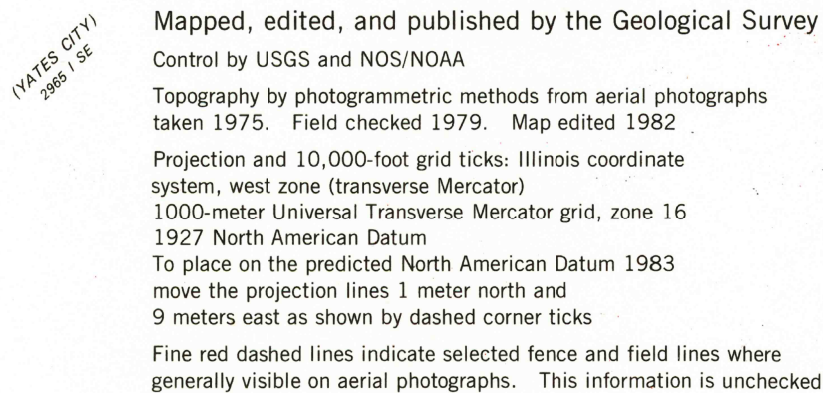 (YATES CITY)
2965 I SE
Mapped, edited, and published by the Geological Survey
Control by USGS and NOS/NOAA
Topography by photogrammetric methods from aerial photographs
taken 1975. Field checked 1979. Map edited 1982
Projection and 10,000-foot grid ticks: Illinois coordinate
system, west zone (transverse Mercator)
1000-meter Universal Transverse Mercator grid, zone 16
1927 North American Datum
To place on the predicted North American Datum 1983
move the projection lines 1 meter north and
9 meters east as shown by dashed corner ticks
Fine red dashed lines indicate selected fence and field lines where
generally visible on aerial photographs. This information is unchecked